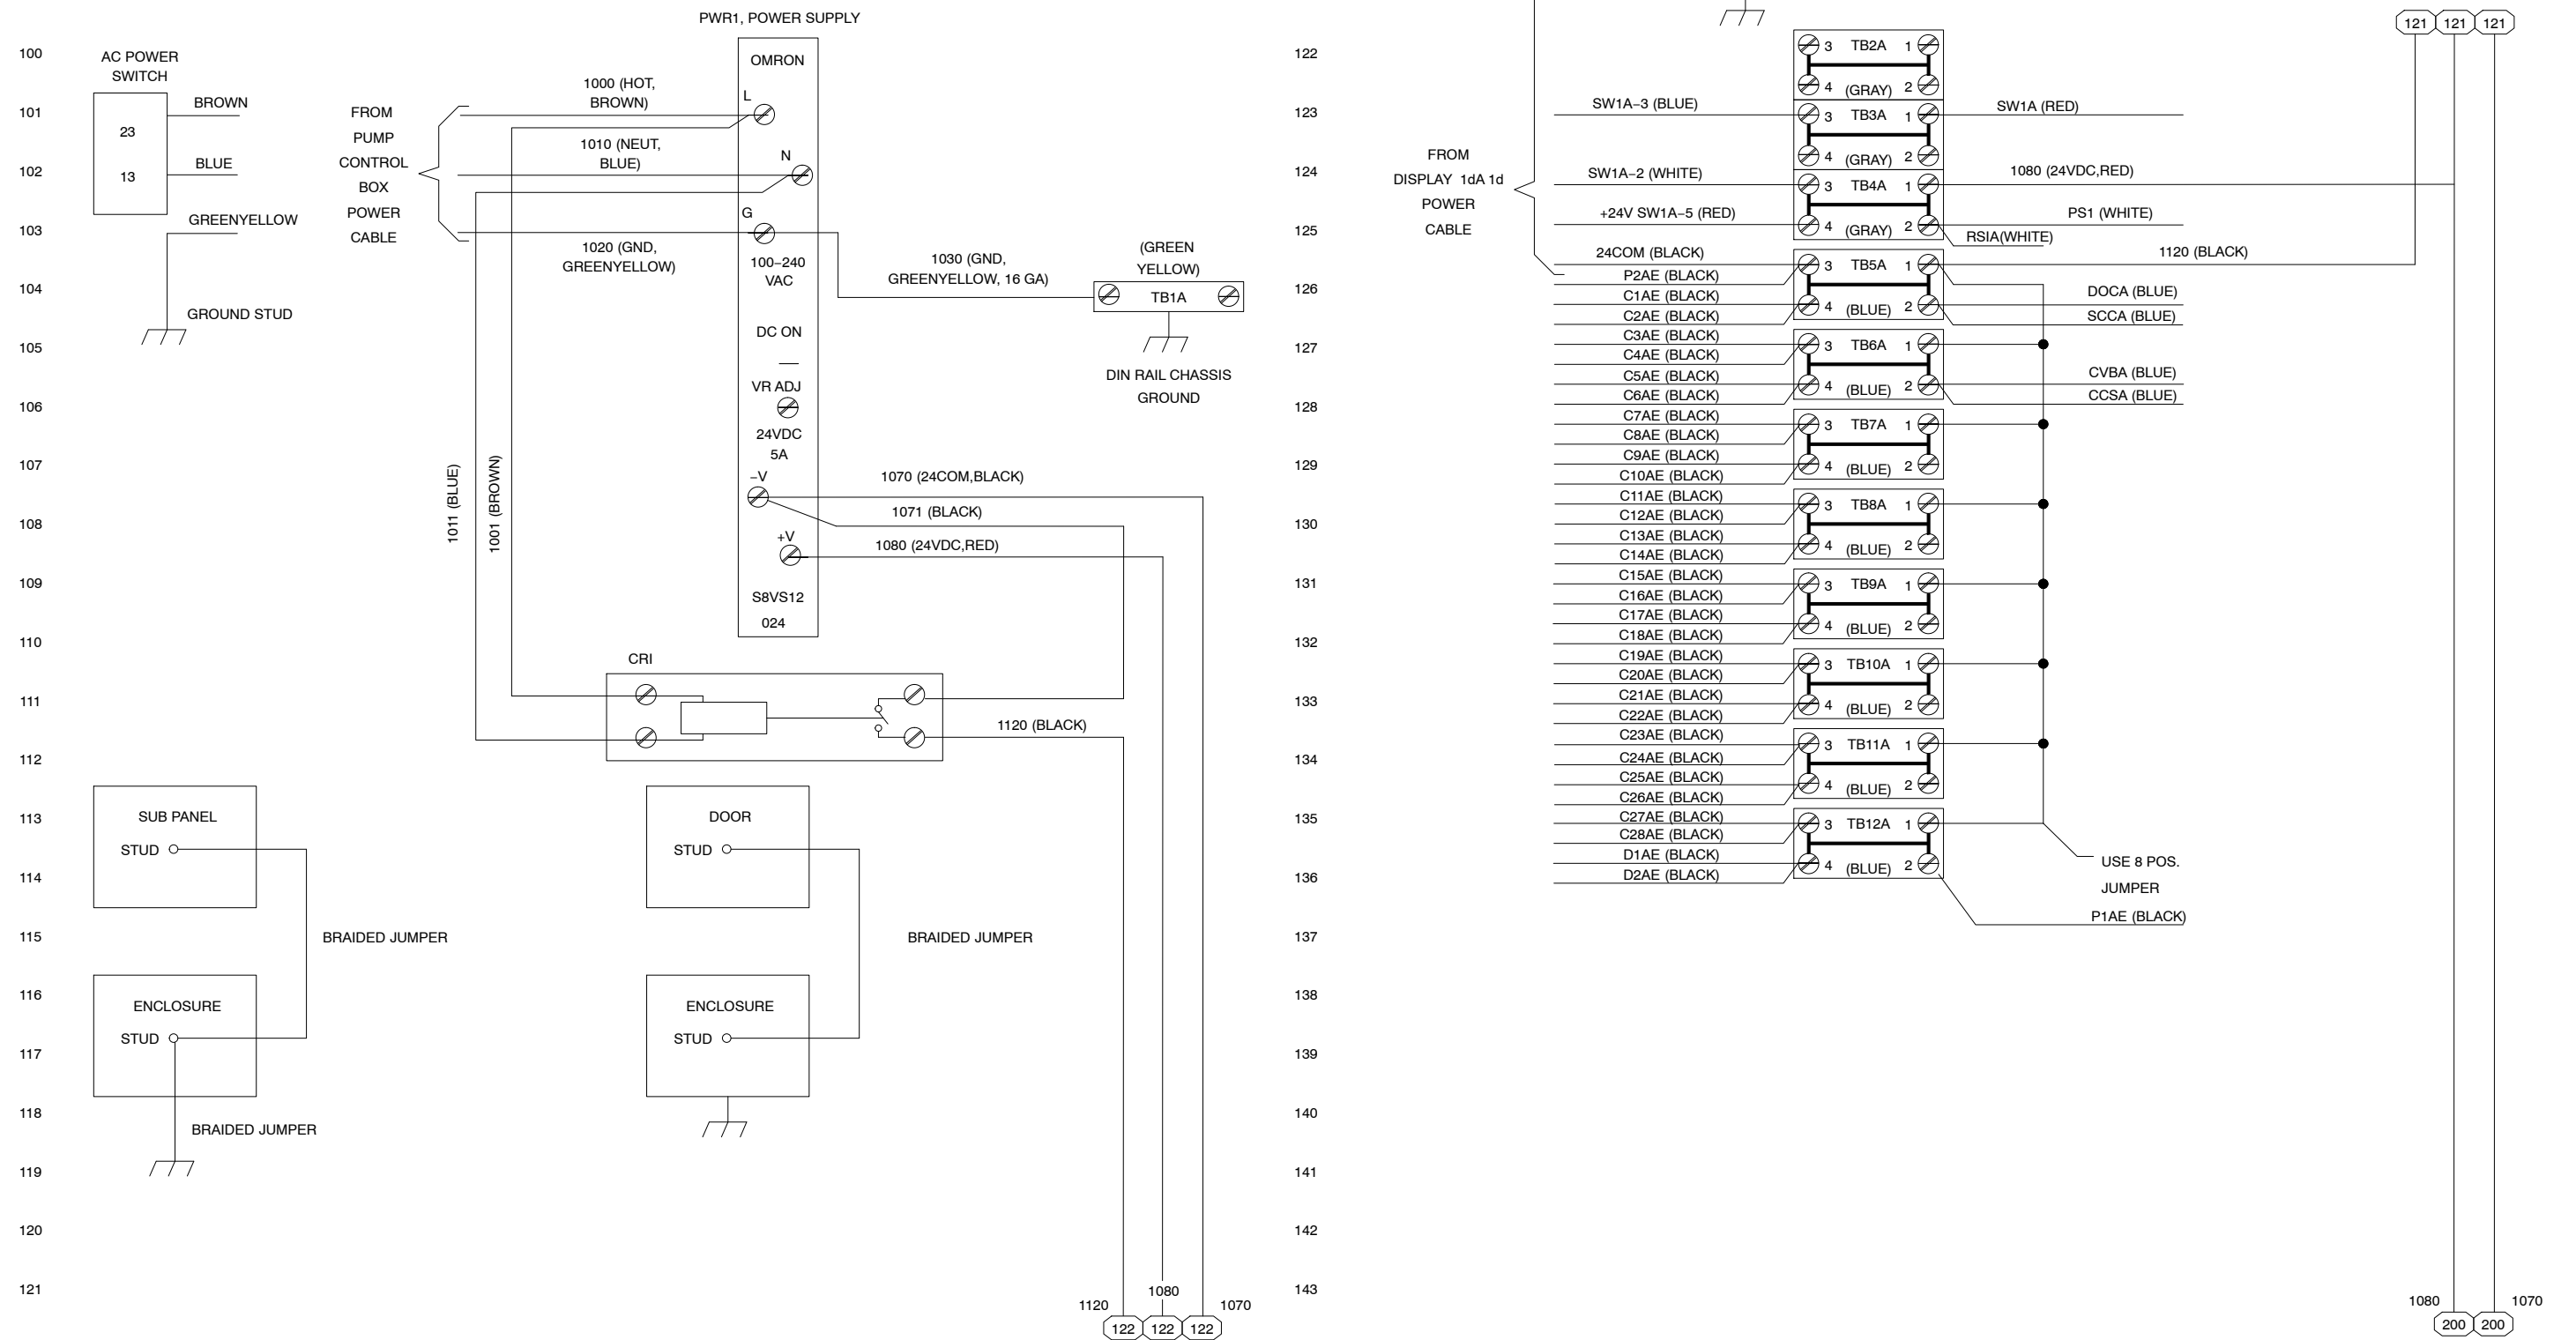 PWR1, POWER SUPPLY
100
AC POWER
SWITCH
BROWN
23
BLUE
13
GREENYELLOW
GROUND STUD
101
102
103
104
105
106
107
108
109
110
111
112
113
114
115
116
117
118
119
120
121
FROM
PUMP
CONTROL
BOX
POWER
CABLE
1000 (HOT,
BROWN)
1010 (NEUT,
BLUE)
1020 (GND,
GREENYELLOW)
1011 (BLUE)
1001 (BROWN)
OMRON
L
N
G
100−240
VAC
DC ON
VR ADJ
24VDC
5A
−V
+V
S8VS12
024
1030 (GND,
GREENYELLOW, 16 GA)
(GREEN
YELLOW)
TB1A
DIN RAIL CHASSIS
GROUND
1070 (24COM,BLACK)
1071 (BLACK)
1080 (24VDC,RED)
CRI
1120 (BLACK)
SUB PANEL
STUD
BRAIDED JUMPER
ENCLOSURE
STUD
BRAIDED JUMPER
DOOR
STUD
BRAIDED JUMPER
ENCLOSURE
STUD
1120
1080
1070
122
122
122
122
123
124
125
126
127
128
129
130
131
132
133
134
135
136
137
138
139
140
141
142
143
FROM
DISPLAY 1dA 1d
POWER
CABLE
SW1A−3 (BLUE)
SW1A−2 (WHITE)
+24V SW1A−5 (RED)
24COM (BLACK)
P2AE (BLACK)
C1AE (BLACK)
C2AE (BLACK)
C3AE (BLACK)
C4AE (BLACK)
C5AE (BLACK)
C6AE (BLACK)
C7AE (BLACK)
C8AE (BLACK)
C9AE (BLACK)
C10AE (BLACK)
C11AE (BLACK)
C12AE (BLACK)
C13AE (BLACK)
C14AE (BLACK)
C15AE (BLACK)
C16AE (BLACK)
C17AE (BLACK)
C18AE (BLACK)
C19AE (BLACK)
C20AE (BLACK)
C21AE (BLACK)
C22AE (BLACK)
C23AE (BLACK)
C24AE (BLACK)
C25AE (BLACK)
C26AE (BLACK)
C27AE (BLACK)
C28AE (BLACK)
D1AE (BLACK)
D2AE (BLACK)
3 TB2A 1
4 (GRAY) 2
3 TB3A 1
4 (GRAY) 2
3 TB4A 1
4 (GRAY) 2
3 TB5A 1
4 (BLUE) 2
3 TB6A 1
4 (BLUE) 2
3 TB7A 1
4 (BLUE) 2
3 TB8A 1
4 (BLUE) 2
3 TB9A 1
4 (BLUE) 2
3 TB10A 1
4 (BLUE) 2
3 TB11A 1
4 (BLUE) 2
3 TB12A 1
4 (BLUE) 2
SW1A (RED)
1080 (24VDC,RED)
PS1 (WHITE)
RSIA(WHITE)
1120 (BLACK)
DOCA (BLUE)
SCCA (BLUE)
CVBA (BLUE)
CCSA (BLUE)
USE 8 POS.
JUMPER
P1AE (BLACK)
121
121
121
1080
1070
200
200